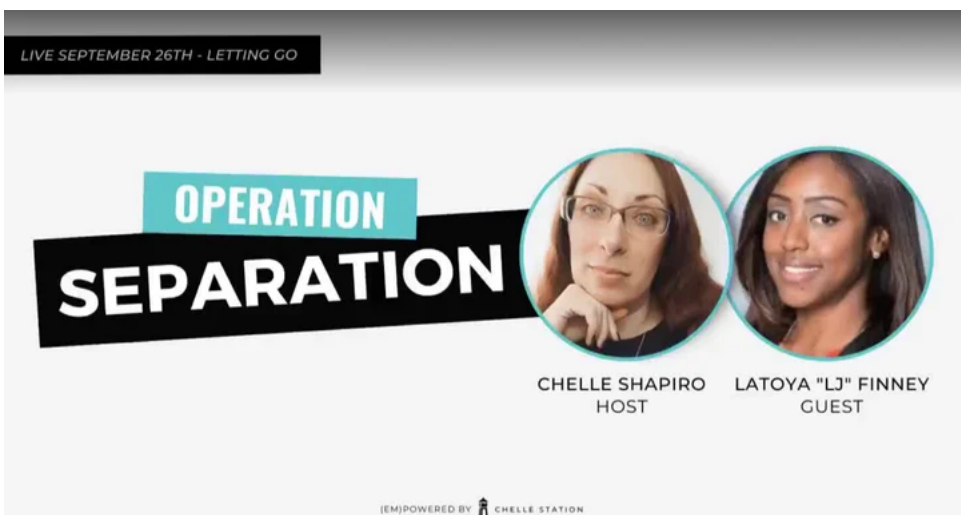 LIVE SEPTEMBER 26TH - LETTING GO
OPERATION
SEPARATION
CHELLE SHAPIRO
HOST
LATOYA "LJ" FINNEY
GUEST
(EM)POWERED BY CHELLE STATION